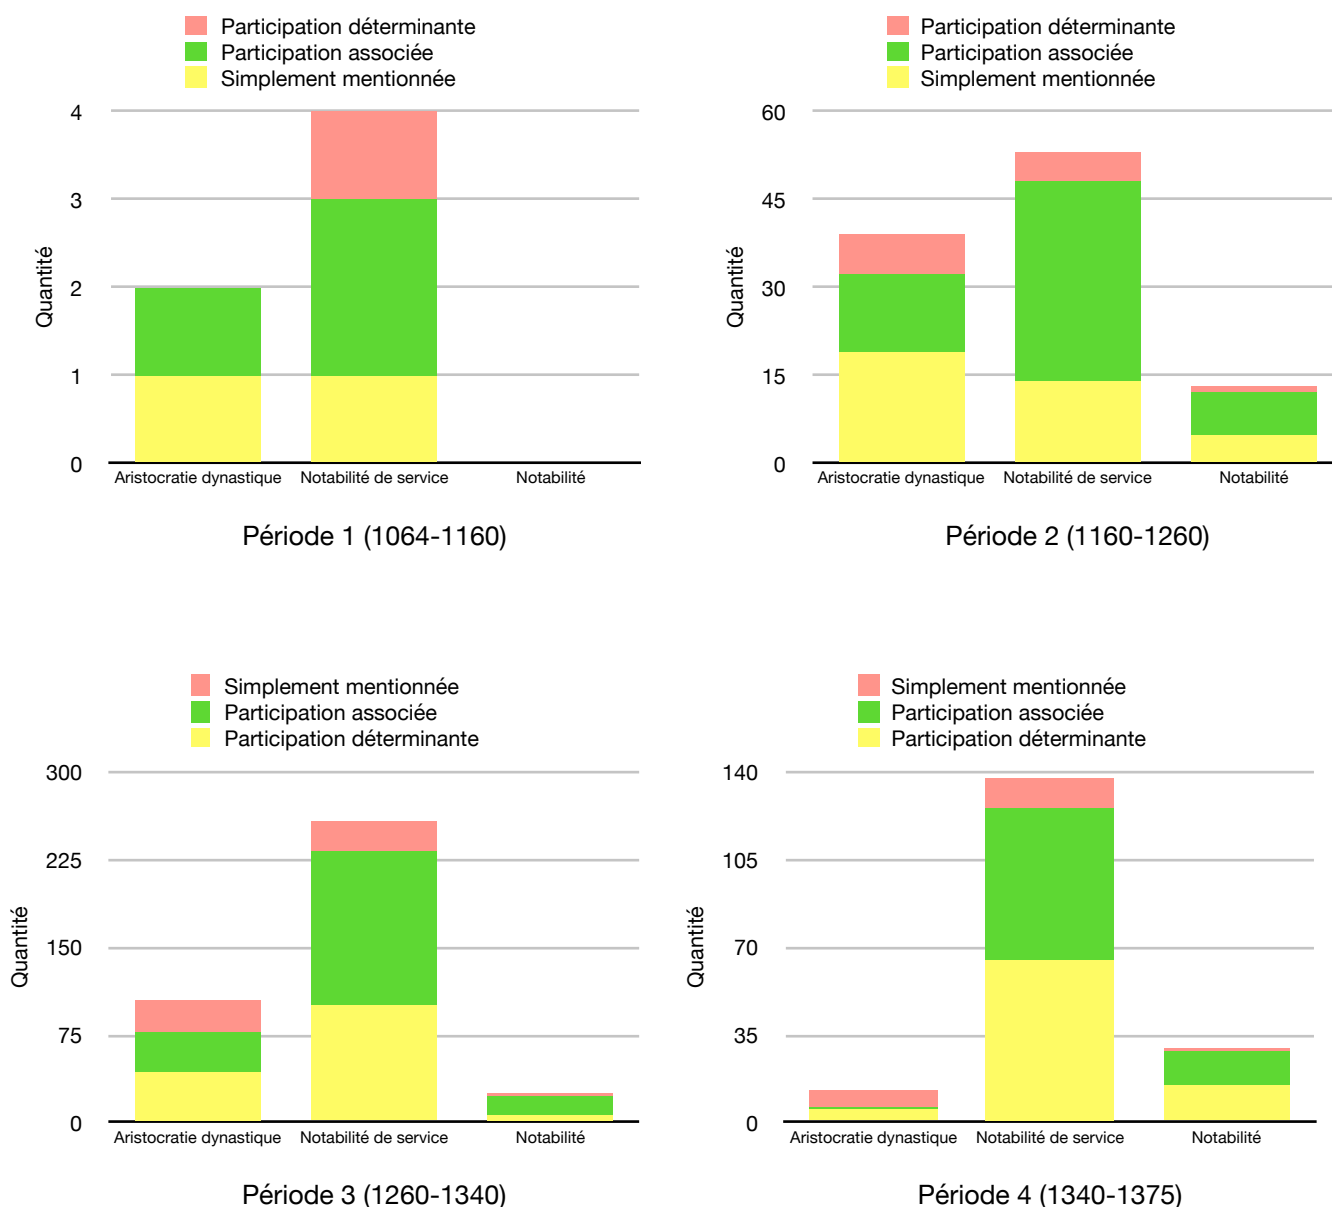 Participation déterminante
Participation associée
Simplement mentionnée
4
3
2
1
0
Quantité
Aristocratie dynastique Notabilité de service Notabilité
Période 1 (1064-1160)
Participation déterminante
Participation associée
Simplement mentionnée
60
45
30
15
0
Quantité
Aristocratie dynastique Notabilité de service Notabilité
Période 2 (1160-1260)
Simplement mentionnée
Participation associée
Participation déterminante
300
225
150
75
0
Quantité
Aristocratie dynastique Notabilité de service Notabilité
Période 3 (1260-1340)
Simplement mentionnée
Participation associée
Participation déterminante
140
105
70
35
0
Quantité
Aristocratie dynastique Notabilité de service Notabilité
Période 4 (1340-1375)